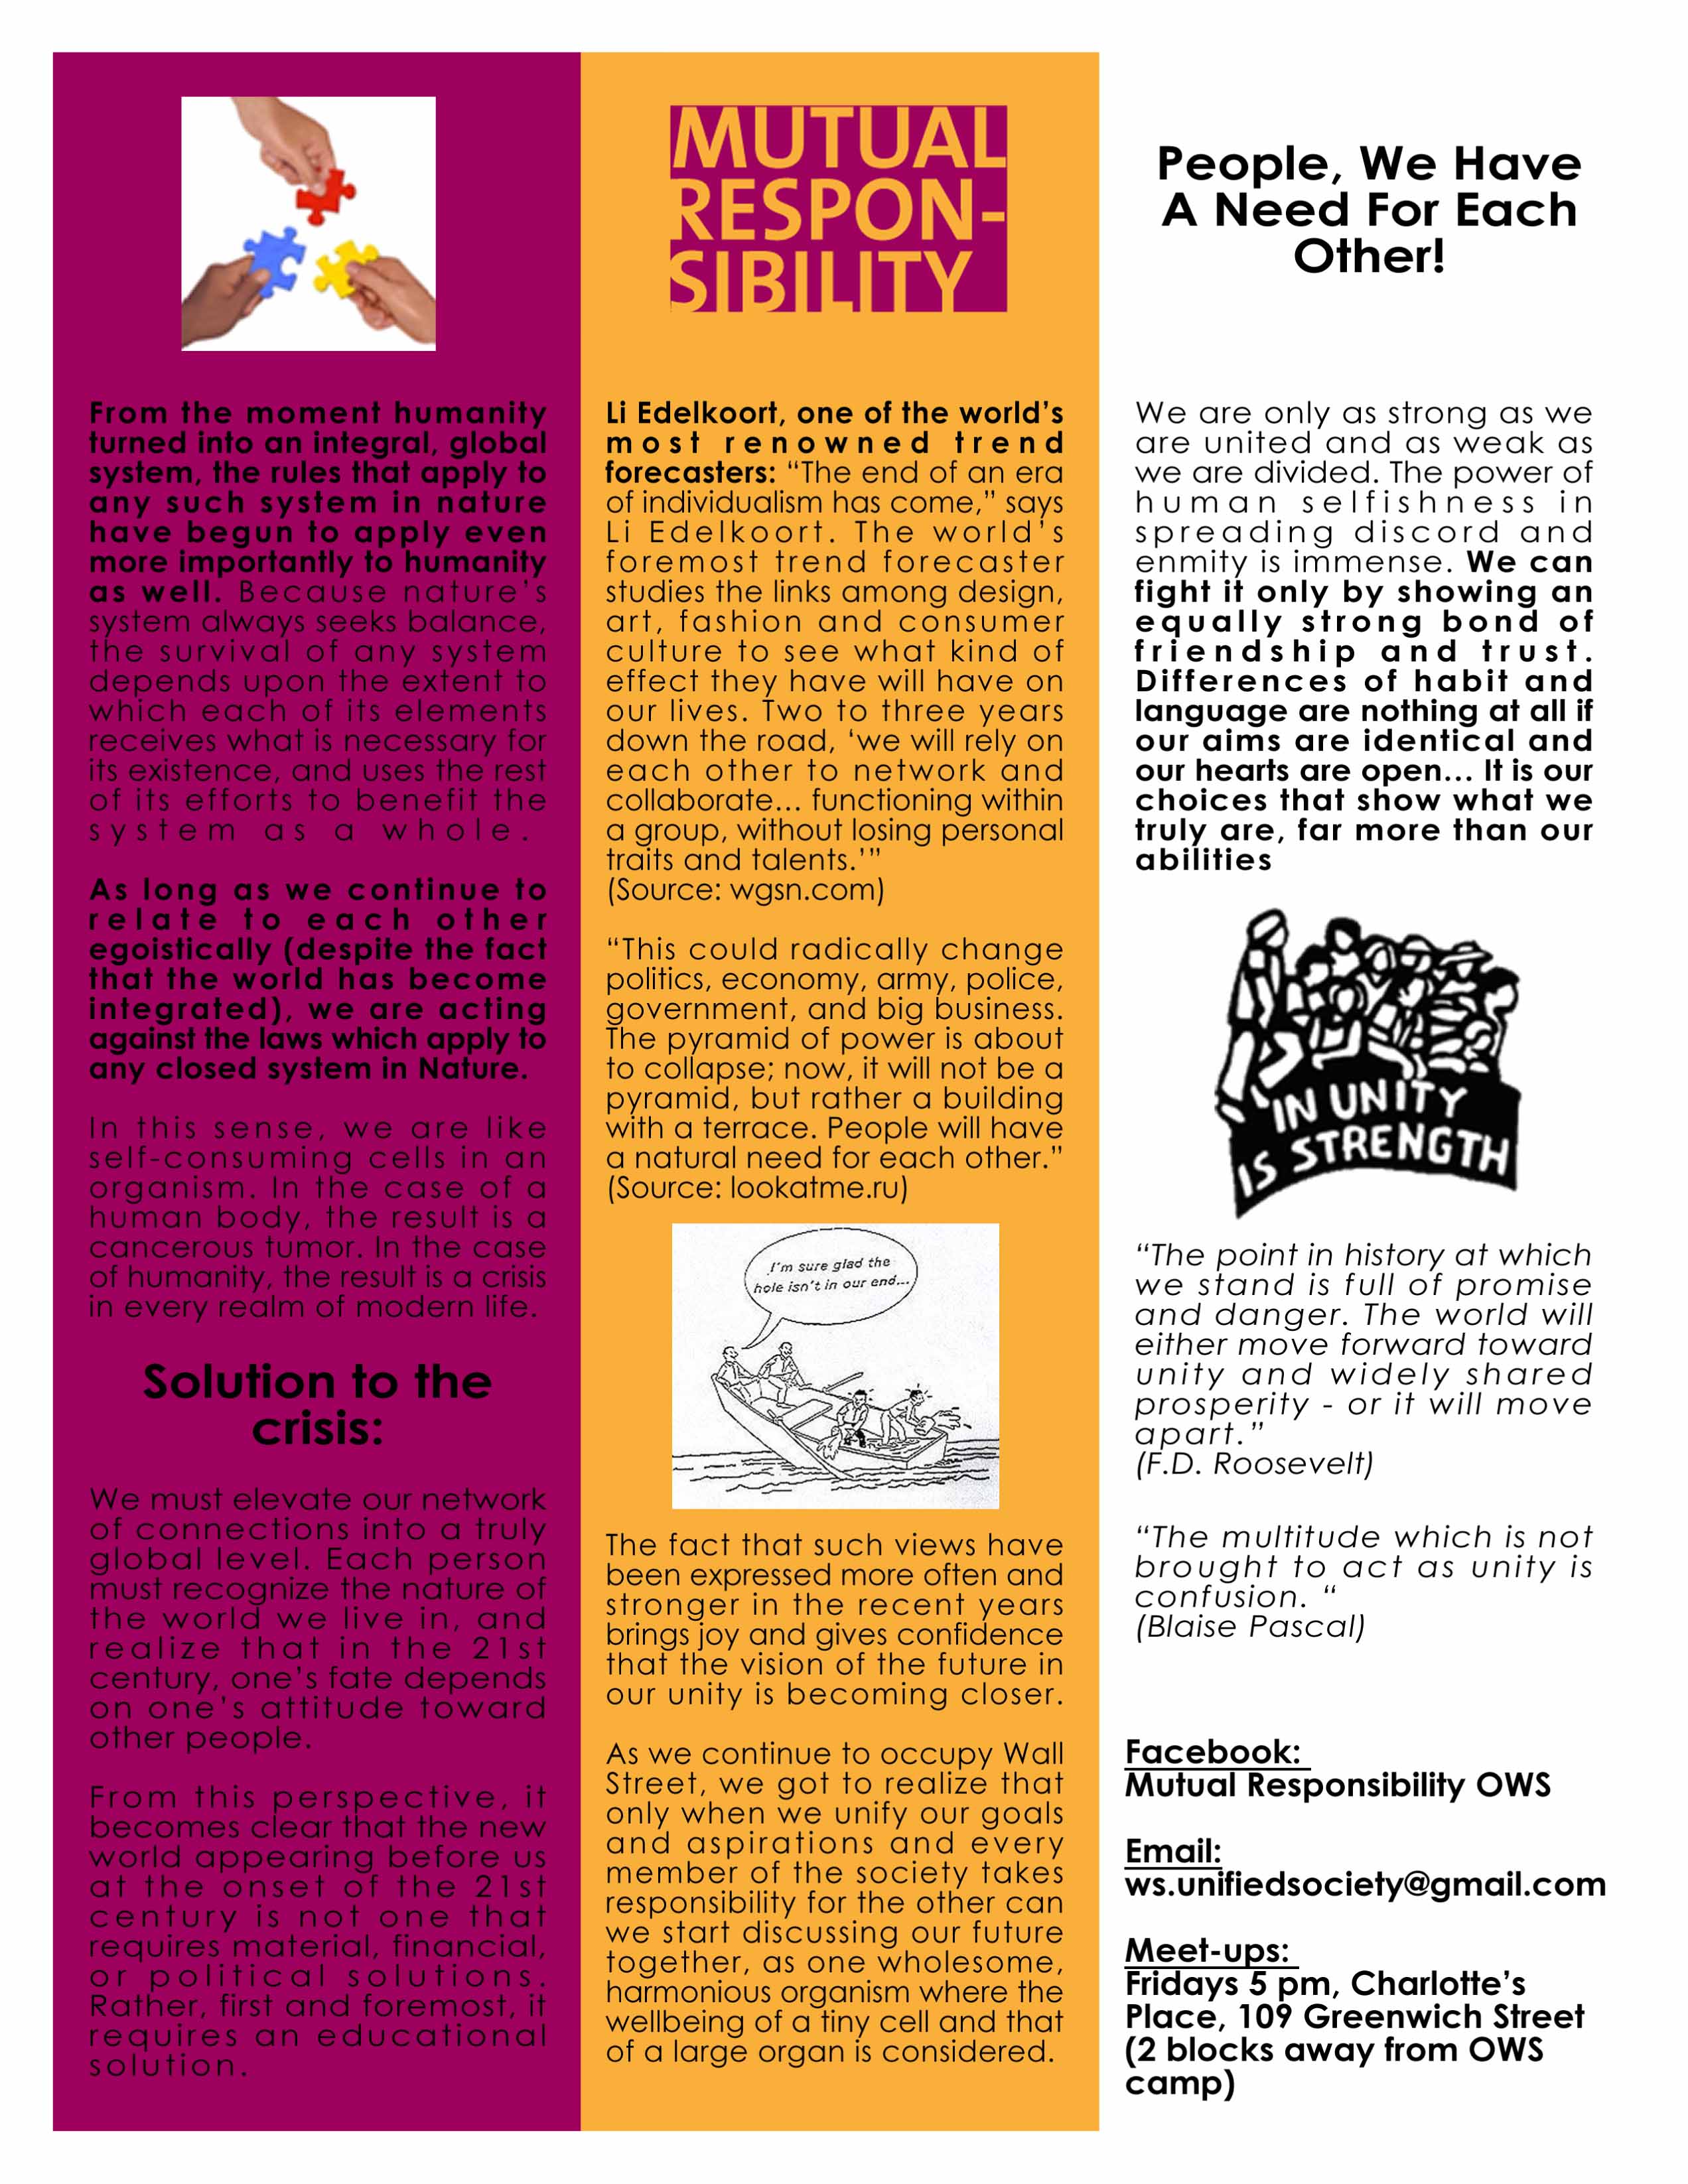 From the moment humanity
turned into an integral, global
system, the rules that apply to
any such system in nature
have begun to apply even
more importantly to humanity
as well. Because nature's
system always seeks balance,
the survival of any system
depends upon the extent to
which each of its elements
receives what is necessary for
its existence, and uses the rest
of its efforts to benefit the
system as a whole.
As long as we continue to
relate to each other
egoistically (despite the fact
that the world has become
integrated), we are acting
against the laws which apply to
any closed system in Nature.
In this sense, we are like
self-consuming cells in an
organism. In the case of a
human body, the result is a
cancerous tumor. In the case
of humanity, the result is a crisis
in every realm of modern life.
Solution to the
crisis:
We must elevate our network
of connections into a truly
global level. Each person
must recognize the nature of
the world we live in, and
realize that in the 21st
century, one's fate depends
on one's attitude toward
other people.
From this perspective, it
becomes clear that the new
world appearing before us
at the onset of the 21st
century is not one that
requires material, financial,
or political solutions.
Rather, first and foremost, it
requires an educational
solution.
MUTUAL
RESPON-
SIBILITY
Li Edelkoort, one of the world's
most renowned trend
forecasters: "The end of an era
of individualism has come," says
Li Edelkoort. The world's
foremost trend forecaster
studies the links among design,
art, fashion and consumer
culture to see what kind of
effect they have will have on
our lives. Two to three years
down the road, 'we will rely on
each other to network and
collaborate... functioning within
a group, without losing personal
traits and talents.'"
(Source: wgsn.com)
"This could radically change
politics, economy, army, police,
government, and big business.
The pyramid of power is about
to collapse; now, it will not be a
pyramid, but rather a building
with a terrace. People will have
a natural need for each other."
(Source: lookatme.ru)
I'm sure glad the
hole isn't in our end...
The fact that such views have
been expressed more often and
stronger in the recent years
brings joy and gives confidence
that the vision of the future in
our unity is becoming closer.
As we continue to occupy Wall
Street, we got to realize that
only when we unify our goals
and aspirations and every
member of the society takes
responsibility for the other can
we start discussing our future
together, as one wholesome,
harmonious organism where the
wellbeing of a tiny cell and that
of a large organ is considered.
People, We Have
A Need For Each
Other!
We are only as strong as we
are united and as weak as
we are divided. The power of
human selfishness in
spreading discord and
enmity is immense. We can
fight it only by showing an
equally strong bond of
friendship and trust.
Differences of habit and
language are nothing at all if
our aims are identical and
our hearts are open... It is our
choices that show what we
truly are, far more than our
abilities
IN UNITY
IS STRENGTH
"The point in history at which
we stand is full of promise
and danger. The world will
either move forward toward
unity and widely shared
prosperity - or it will move
apart."
(F.D. Roosevelt)
"The multitude which is not
brought to act as unity is
confusion. "
(Blaise Pascal)
Facebook:
Mutual Responsibility OWS
Email:
ws.unifiedsociety@gmail.com
Meet-ups:
Fridays 5 pm, Charlotte's
Place, 109 Greenwich Street
(2 blocks away from OWS
camp)